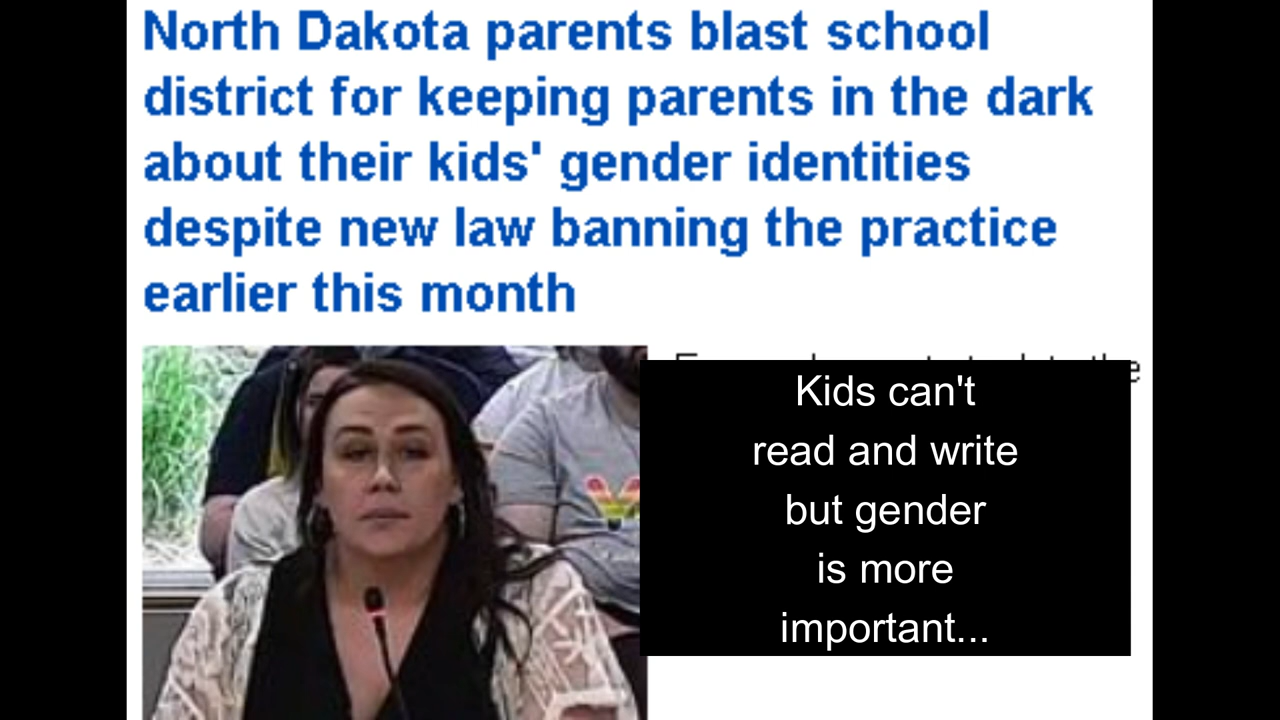 North Dakota parents blast school
district for keeping parents in the dark
about their kids' gender identities
despite new law banning the practice
earlier this month
Kids can't
read and write
but gender
is more
important...